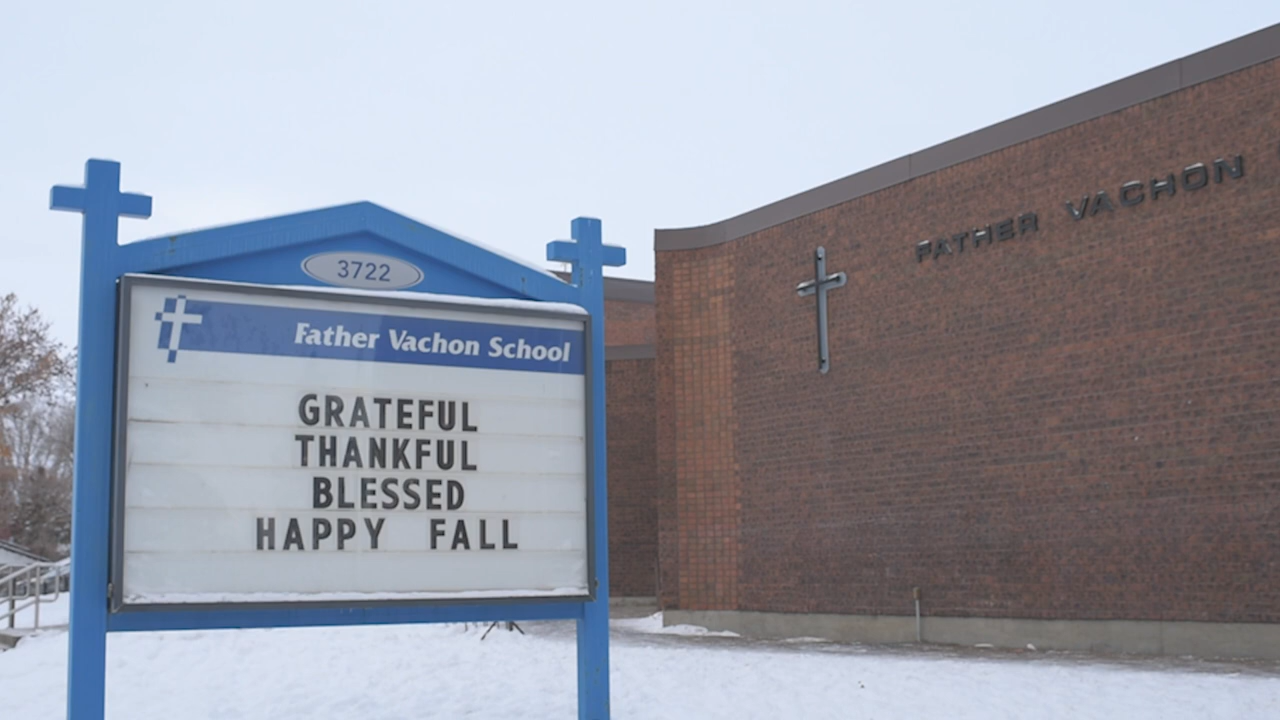 3722
Father Vachon School
GRATEFUL
THANKFUL
BLESSED
HAPPY FALL
FATHER VACHON